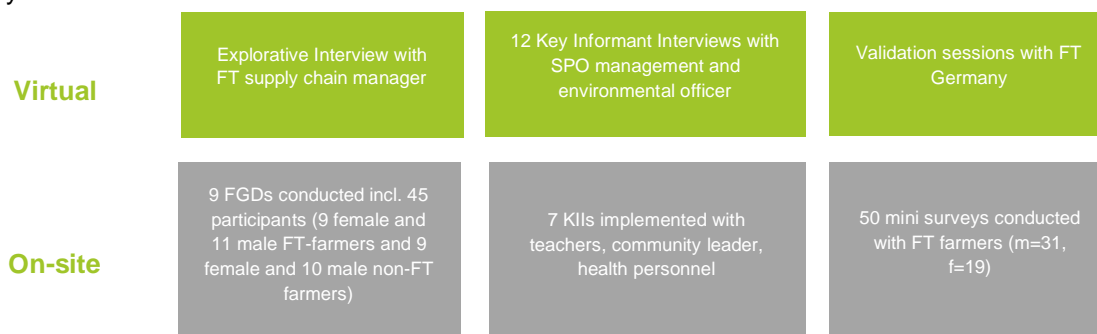 y
Virtual
Explorative Interview with
FT supply chain manager
12 Key Informant Interviews with
SPO management and
environmental officer
Validation sessions with FT
Germany
On-site
9 FGDs conducted incl. 45
participants (9 female and
11 male FT-farmers and 9
female and 10 male non-FT
farmers)
7 KIIs implemented with
teachers, community leader,
health personnel
50 mini surveys conducted
with FT farmers (m=31,
f=19)